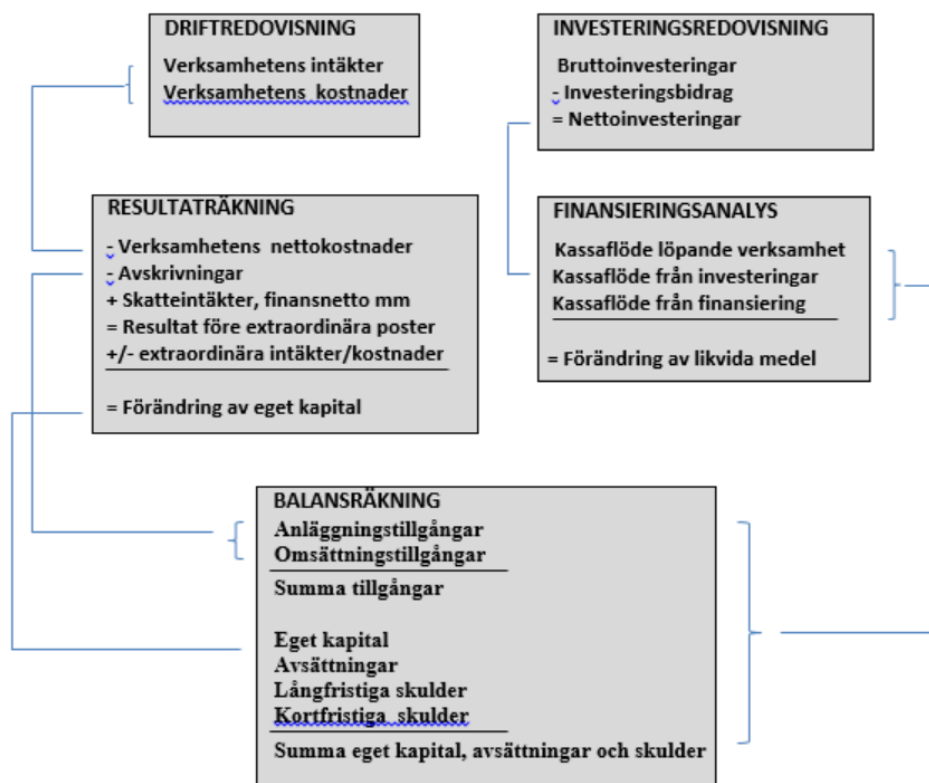 DRIFTREDOVISNING
Verksamhetens intäkter
Verksamhetens kostnader
INVESTERINGSREDOVISNING
Bruttoinvesteringar
- Investeringsbidrag
= Nettoinvesteringar
RESULTATRÄKNING
- Verksamhetens nettokostnader
- Avskrivningar
+ Skatteintäkter, finansnetto mm
= Resultat före extraordinära poster
+/- extraordinära intäkter/kostnader
= Förändring av eget kapital
FINANSIERINGSANALYS
Kassaflöde löpande verksamhet
Kassaflöde från investeringar
Kassaflöde från finansiering
= Förändring av likvida medel
BALANSRÄKNING
Anläggningstillgångar
Omsättningstillgångar
Summa tillgångar
Eget kapital
Avsättningar
Långfristiga skulder
Kortfristiga skulder
Summa eget kapital, avsättningar och skulder